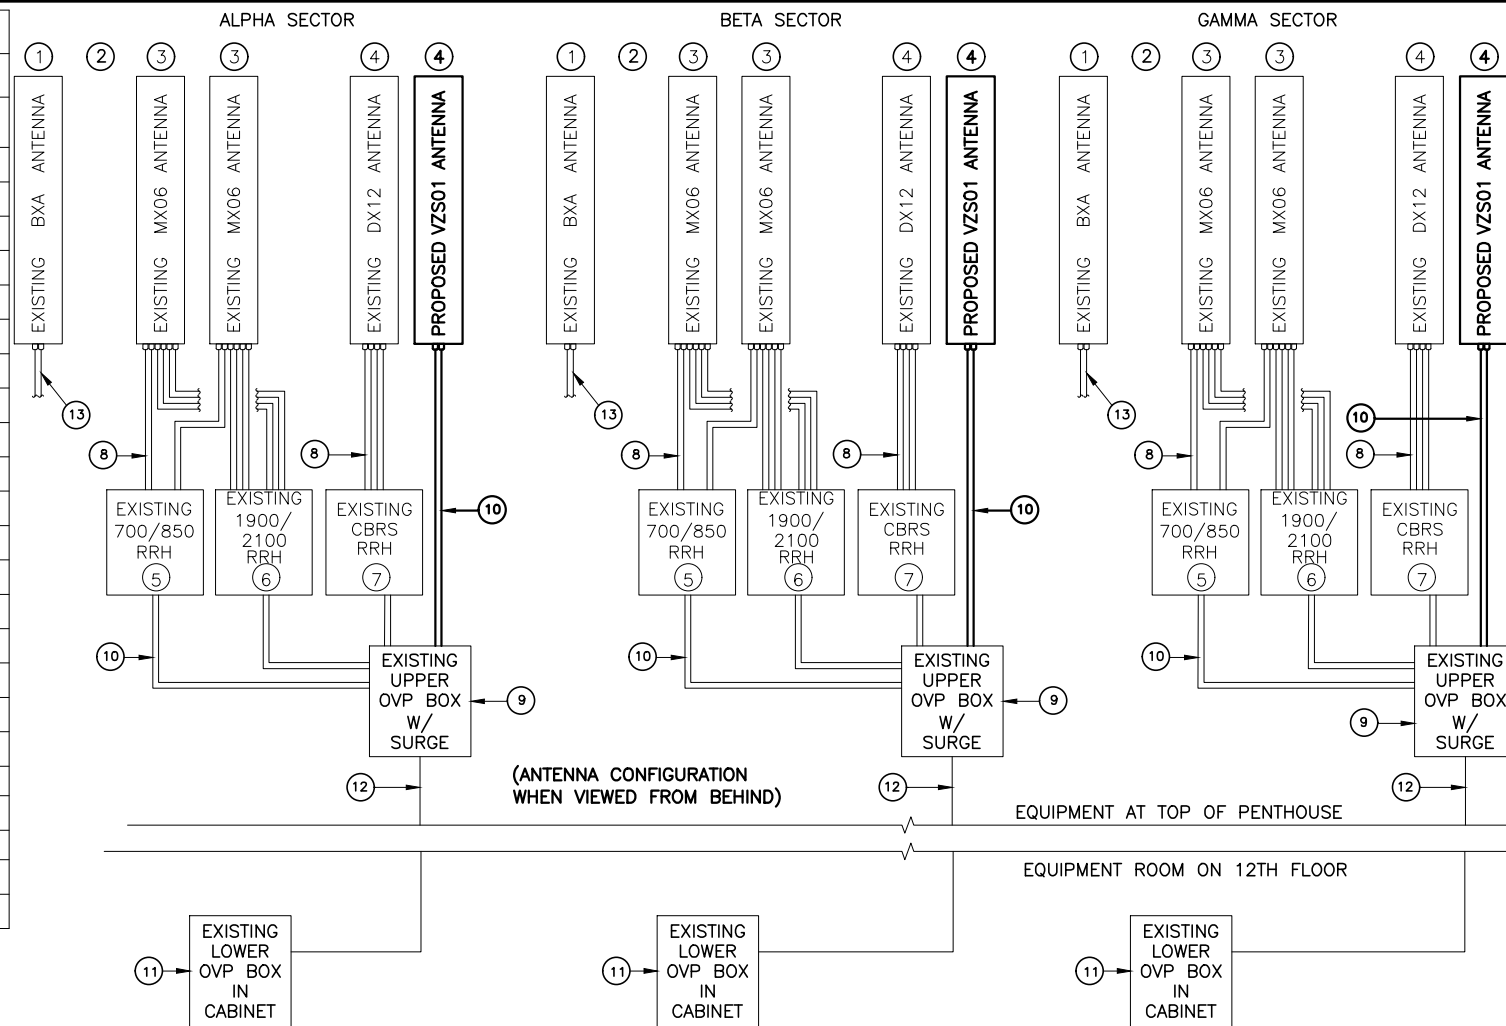 ALPHA SECTOR
BETA SECTOR
GAMMA SECTOR
1
2
3
3
4
4
1
2
3
3
4
4
1
2
3
3
4
4
EXISTING BXA ANTENNA
EXISTING MX06 ANTENNA
EXISTING MX06 ANTENNA
EXISTING DX12 ANTENNA
PROPOSED VZS01 ANTENNA
EXISTING BXA ANTENNA
EXISTING MX06 ANTENNA
EXISTING MX06 ANTENNA
EXISTING DX12 ANTENNA
PROPOSED VZS01 ANTENNA
EXISTING BXA ANTENNA
EXISTING MX06 ANTENNA
EXISTING MX06 ANTENNA
EXISTING DX12 ANTENNA
PROPOSED VZS01 ANTENNA
13
13
13
10
8
8
8
8
8
8
EXISTING
700/850
RRH
5
EXISTING
1900/
2100
RRH
6
EXISTING
CBRS
RRH
7
10
EXISTING
700/850
RRH
5
EXISTING
1900/
2100
RRH
6
EXISTING
CBRS
RRH
7
10
EXISTING
700/850
RRH
5
EXISTING
1900/
2100
RRH
6
EXISTING
CBRS
RRH
7
10
10
10
EXISTING
UPPER
OVP BOX
W/
SURGE
9
EXISTING
UPPER
OVP BOX
W/
SURGE
9
EXISTING
UPPER
OVP BOX
W/
SURGE
9
(ANTENNA CONFIGURATION
WHEN VIEWED FROM BEHIND)
12
12
12
EQUIPMENT AT TOP OF PENTHOUSE
EQUIPMENT ROOM ON 12TH FLOOR
EXISTING
LOWER
OVP BOX
IN
CABINET
11
EXISTING
LOWER
OVP BOX
IN
CABINET
11
EXISTING
LOWER
OVP BOX
IN
CABINET
11